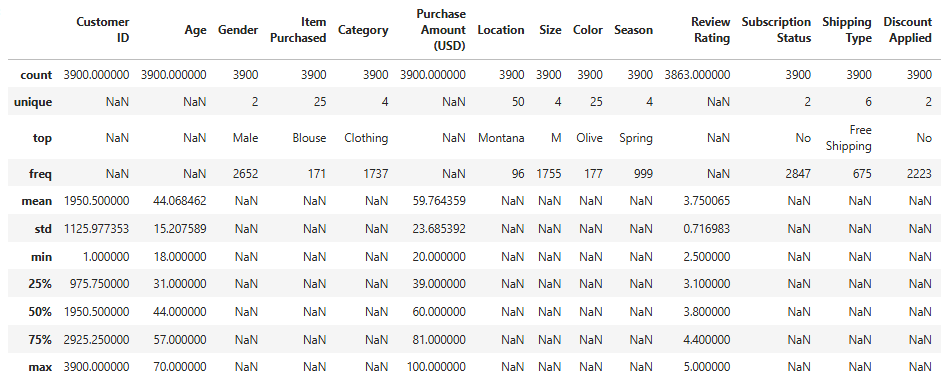 Customer ID Age Gender Item Purchased Category Purchase Amount (USD) Location Size Color Season Review Rating Subscription Status Shipping Type Discount Applied
count 3900.000000 3900.000000 3900 3900 3900 3900.000000 3900 3900 3900 3900 3863.000000 3900 3900 3900
unique NaN NaN 2 25 4 NaN 50 4 25 4 NaN 2 6 2
top NaN NaN Male Blouse Clothing NaN Montana M Olive Spring NaN No Free Shipping No
freq NaN NaN 2652 171 1737 NaN 96 1755 177 999 NaN 2847 675 2223
mean 1950.500000 44.068462 NaN NaN NaN 59.764359 NaN NaN NaN NaN 3.750065 NaN NaN NaN
std 1125.977353 15.207589 NaN NaN NaN 23.685392 NaN NaN NaN NaN 0.716983 NaN NaN NaN
min 1.000000 18.000000 NaN NaN NaN 20.000000 NaN NaN NaN NaN 2.500000 NaN NaN NaN
25% 975.750000 31.000000 NaN NaN NaN 39.000000 NaN NaN NaN NaN 3.100000 NaN NaN NaN
50% 1950.500000 44.000000 NaN NaN NaN 60.000000 NaN NaN NaN NaN 3.800000 NaN NaN NaN
75% 2925.250000 57.000000 NaN NaN NaN 81.000000 NaN NaN NaN NaN 4.400000 NaN NaN NaN
max 3900.000000 70.000000 NaN NaN NaN 100.000000 NaN NaN NaN NaN 5.000000 NaN NaN NaN